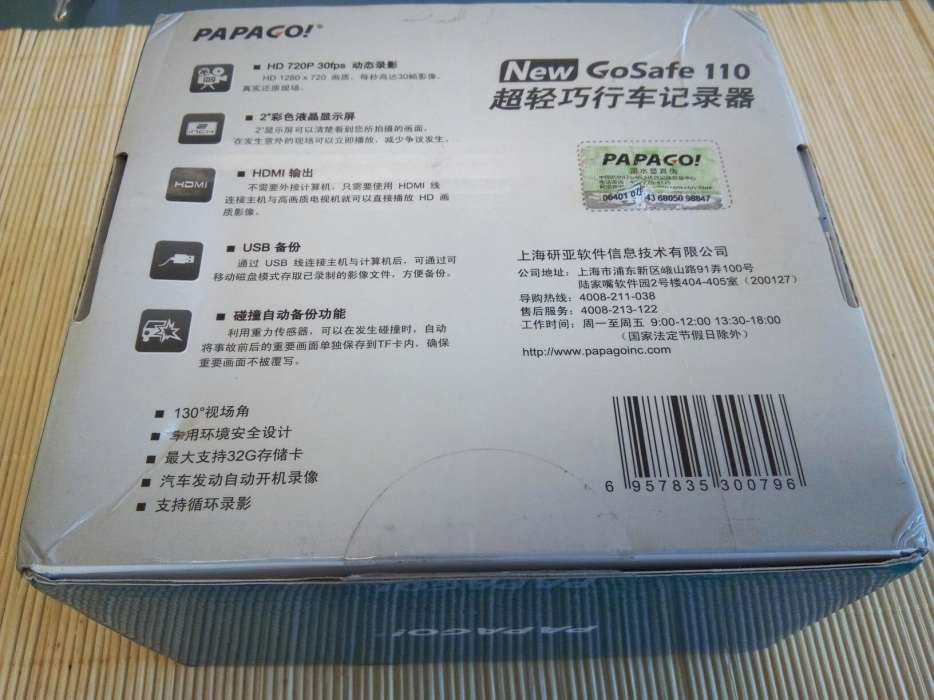 PAPAGO!®
■ HD 720P 30fps 动态录影
HD 1280 x 720 画质，每秒高达30帧影像，
真实还原现场。
2 INCH
■ 2"彩色液晶显示屏
2"显示屏可以清楚看到您所拍摄的画面，
在发生意外的现场可以立即播放，减少争议发生。
HDMI
■ HDMI 输出
不需要外接计算机，只需要使用 HDMI 线
连接主机与高画质电视机就可以直接播放 HD 画
质影像。
■ USB 备份
通过 USB 线连接主机与计算机后，可通过可
移动磁盘模式存取已录制的影像文件，方便备份。
■ 碰撞自动备份功能
利用重力传感器，可以在发生碰撞时，自动
将事故前后的重要画面单独保存到TF卡内，确保
重要画面不被覆写。
■ 130°视场角
■ 车用环境安全设计
■ 最大支持32G存储卡
■ 汽车发动自动开机录像
■ 支持循环录影
New GoSafe 110
超轻巧行车记录器
PAPAGO!
上海研亚软件信息技术有限公司
公司地址：上海市浦东新区峨山路91弄100号
陆家嘴软件园2号楼404-405室（200127）
导购热线：4008-211-038
售后服务：4008-213-122
工作时间：周一至周五 9:00-12:00 13:30-18:00
（国家法定节假日除外）
http://www.papagoinc.com
6 957835 300796
PAPAGO!